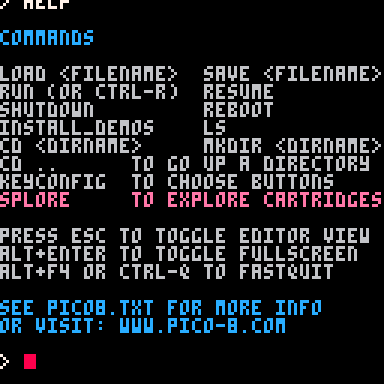 > HELP
COMMANDS
LOAD <FILENAME> SAVE <FILENAME>
RUN (OR CTRL-R) RESUME
SHUTDOWN REBOOT
INSTALL_DEMOS LS
CD <DIRNAME> MKDIR <DIRNAME>
CD .. TO GO UP A DIRECTORY
KEYCONFIG TO CHOOSE BUTTONS
SPLORE TO EXPLORE CARTRIDGES
PRESS ESC TO TOGGLE EDITOR VIEW
ALT+ENTER TO TOGGLE FULLSCREEN
ALT+F4 OR CTRL-Q TO FASTQUIT
SEE PICO8.TXT FOR MORE INFO
OR VISIT: WWW.PICO-8.COM
>